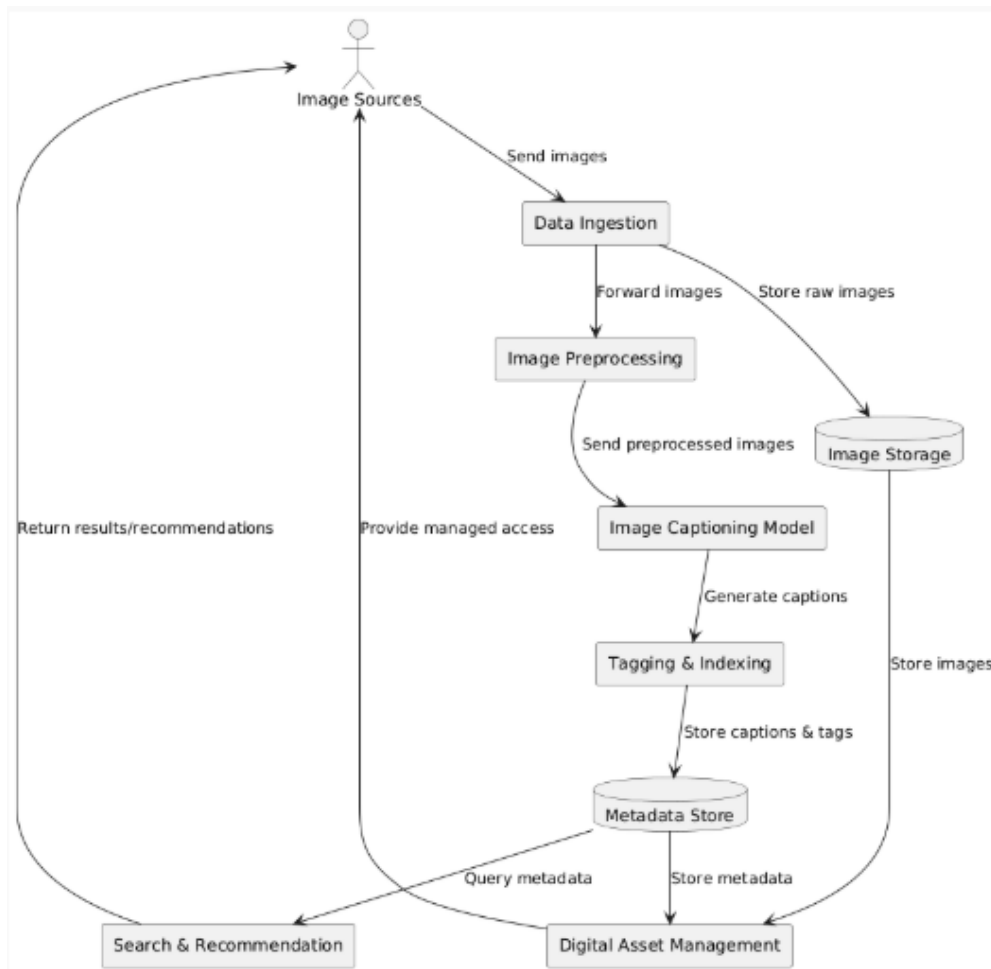 Image Sources
Send images
Data Ingestion
Forward images
Store raw images
Image Preprocessing
Send preprocessed images
Image Storage
Return results/recommendations
Provide managed access
Image Captioning Model
Generate captions
Tagging & Indexing
Store images
Store captions & tags
Metadata Store
Query metadata
Store metadata
Search & Recommendation
Digital Asset Management